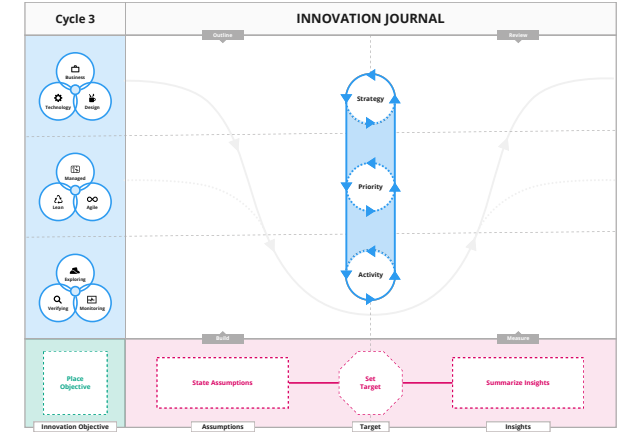 Cycle 3
INNOVATION JOURNAL
Outline
Review
Business
Technology
Design
Strategy
Managed
Lean
Agile
Priority
Exploring
Verifying
Monitoring
Activity
Build
Measure
Place
Objective
State Assumptions
Set
Target
Summarize Insights
Innovation Objective
Assumptions
Target
Insights